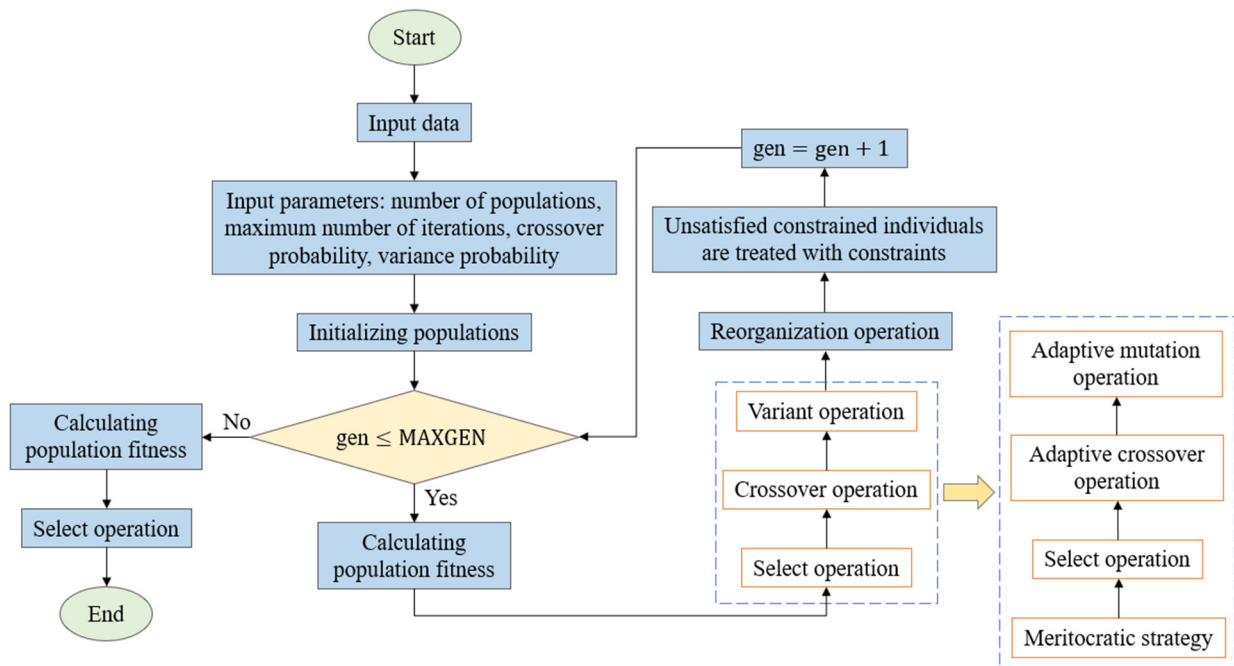 Start
Input data
Input parameters: number of populations,
maximum number of iterations, crossover
probability, variance probability
Initializing populations
gen ≤ MAXGEN
No
Calculating
population fitness
Select operation
End
Yes
Calculating
population fitness
Select operation
Crossover operation
Variant operation
Reorganization operation
Unsatisfied constrained individuals
are treated with constraints
gen = gen + 1
Adaptive mutation
operation
Adaptive crossover
operation
Select operation
Meritocratic strategy